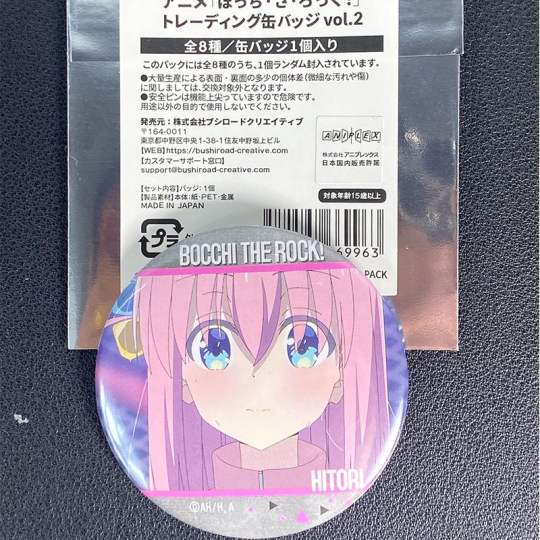 アニメ「ぼっち・ざ・ろっく!」
トレーディング缶バッジ vol.2
全8種/缶バッジ1個入り
このパックには全8種のうち、1個ランダム封入されています。
●大量生産による表面・裏面の多少の個体差(微細な汚れや傷)
に関しましては、交換対象外となります。
●安全ピンは機能上尖っていますので危険です。
用途以外の目的で使用しないでください。
発売元:株式会社ブシロードクリエイティブ
〒164-0011
東京都中野区中央1-38-1住友中野坂上ビル
【WEB】https://bushiroad-creative.com
【カスタマーサポート窓口】
support@bushiroad-creative.com
ANIPLEX
株式会社アニプレックス
日本国内販売許諾
【セット内容】バッジ:1個
【製品素材】本体:紙・PET・金属
MADE IN JAPAN
対象年齢15歳以上
プラ
69963
PACK
BOCCHI THE ROCK!
HITORI
©AH/H, A